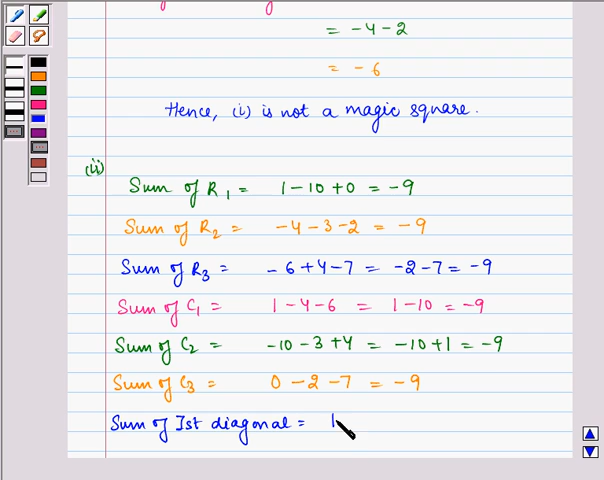 = -4-2
= -6
Hence, (i) is not a magic square.
(ii)
Sum of R1 = 1-10+0 = -9
Sum of R2 = -4-3-2 = -9
Sum of R3 = -6+4-7 = -2-7 = -9
Sum of C1 = 1-4-6 = 1-10 = -9
Sum of C2 = -10-3+4 = -10+1 = -9
Sum of C3 = 0-2-7 = -9
Sum of Ist diagonal = 1